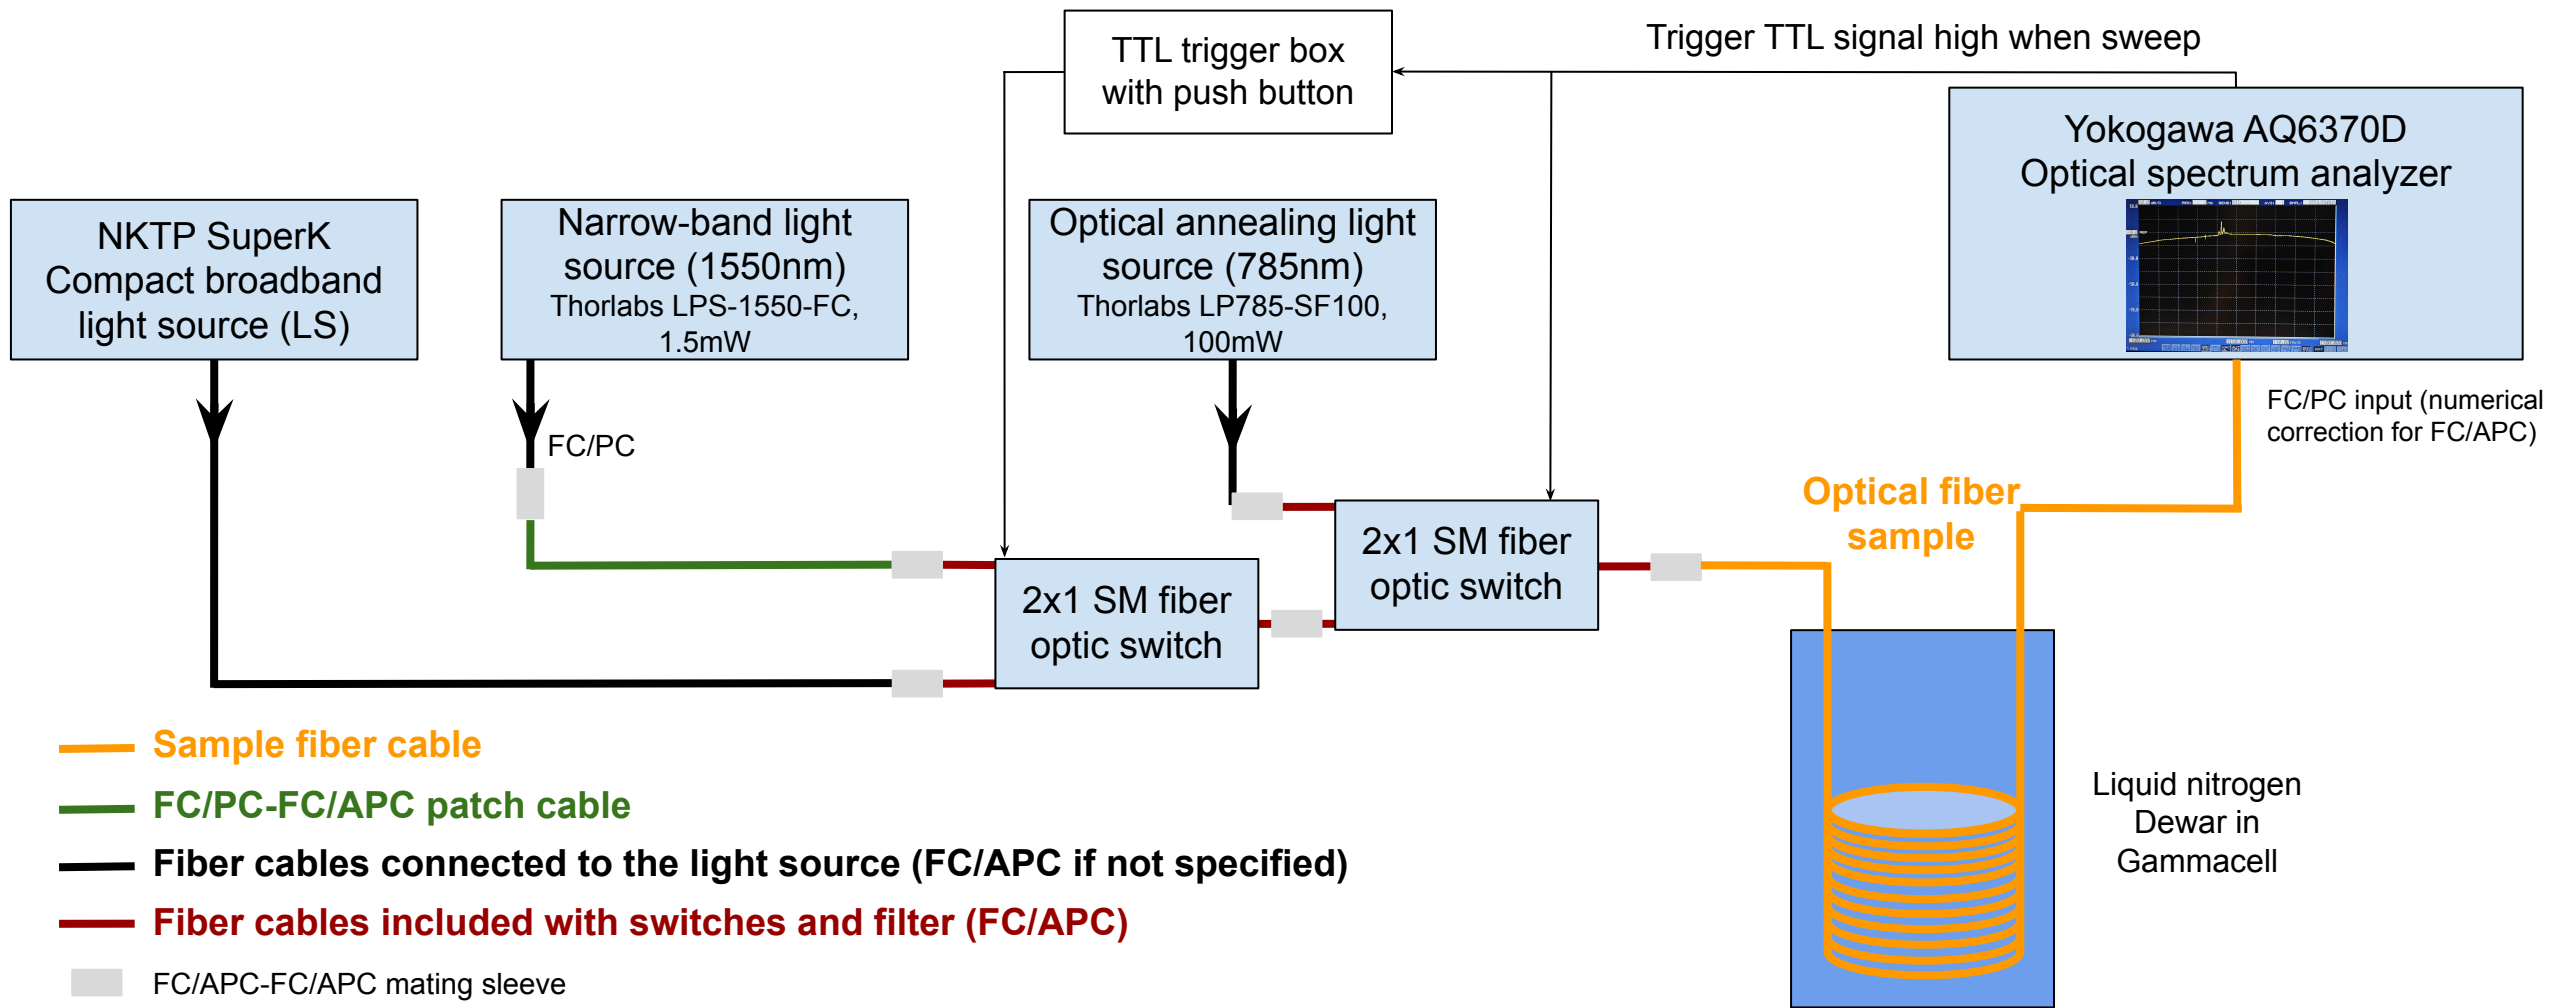 TTL trigger box
with push button
Trigger TTL signal high when sweep
Yokogawa AQ6370D
Optical spectrum analyzer
NKTP SuperK
Compact broadband
light source (LS)
Narrow-band light
source (1550nm)
Thorlabs LPS-1550-FC,
1.5mW
Optical annealing light
source (785nm)
Thorlabs LP785-SF100,
100mW
FC/PC input (numerical
correction for FC/APC)
FC/PC
Optical fiber
sample
2x1 SM fiber
optic switch
2x1 SM fiber
optic switch
Sample fiber cable
FC/PC-FC/APC patch cable
Fiber cables connected to the light source (FC/APC if not specified)
Fiber cables included with switches and filter (FC/APC)
FC/APC-FC/APC mating sleeve
Liquid nitrogen
Dewar in
Gammacell